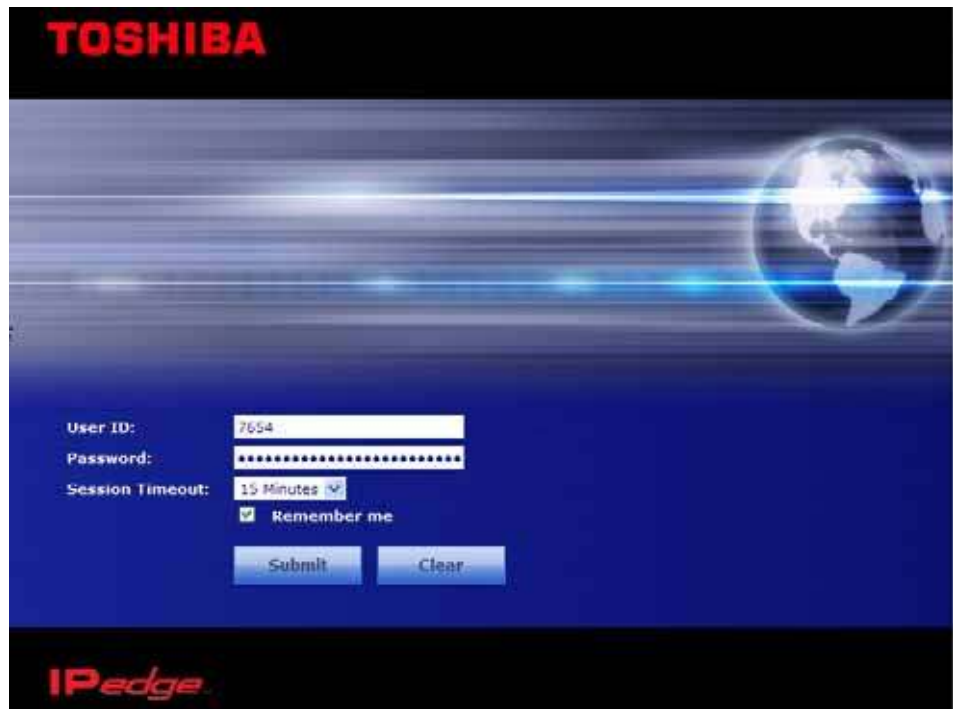 TOSHIBA
User ID: 7654
Password: •••••••••••••••••••••••••
Session Timeout: 15 Minutes
Remember me
Submit Clear
IPedge